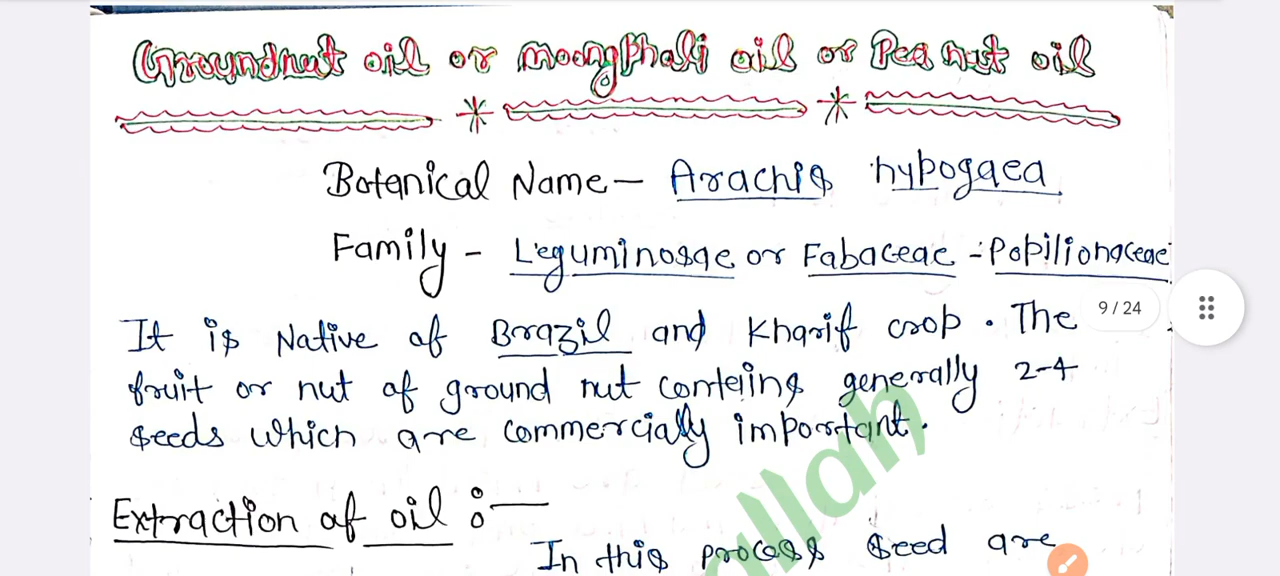 Groundnut oil or moongphali oil or Pea nut oil
Botanical Name – Arachis hypogaea
Family - Leguminosae or Fabaceae - Papilionaceae
It is Native of Brazil and Kharif crop. The
9/24
fruit or nut of ground nut contains generally 2-4
seeds which are commercially important.
Extraction of oil :–
In this process seed are
allah